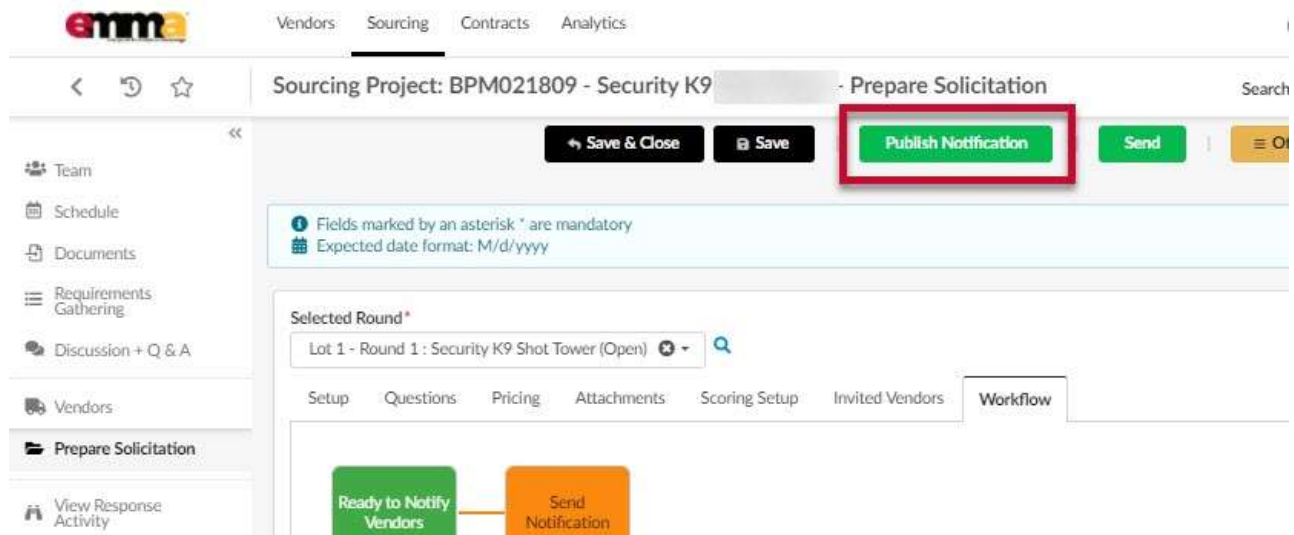 emma
Vendors Sourcing Contracts Analytics
Sourcing Project: BPM021809 - Security K9 - Prepare Solicitation
Search
Save & Close Save Publish Notification Send
Team
Schedule
Documents
Requirements
Gathering
Discussion + Q & A
Vendors
Prepare Solicitation
View Response
Activity
Fields marked by an asterisk * are mandatory
Expected date format: M/d/yyyy
Selected Round*
Lot 1 - Round 1 : Security K9 Shot Tower (Open)
Setup Questions Pricing Attachments Scoring Setup Invited Vendors Workflow
Ready to Notify
Vendors
Send
Notification